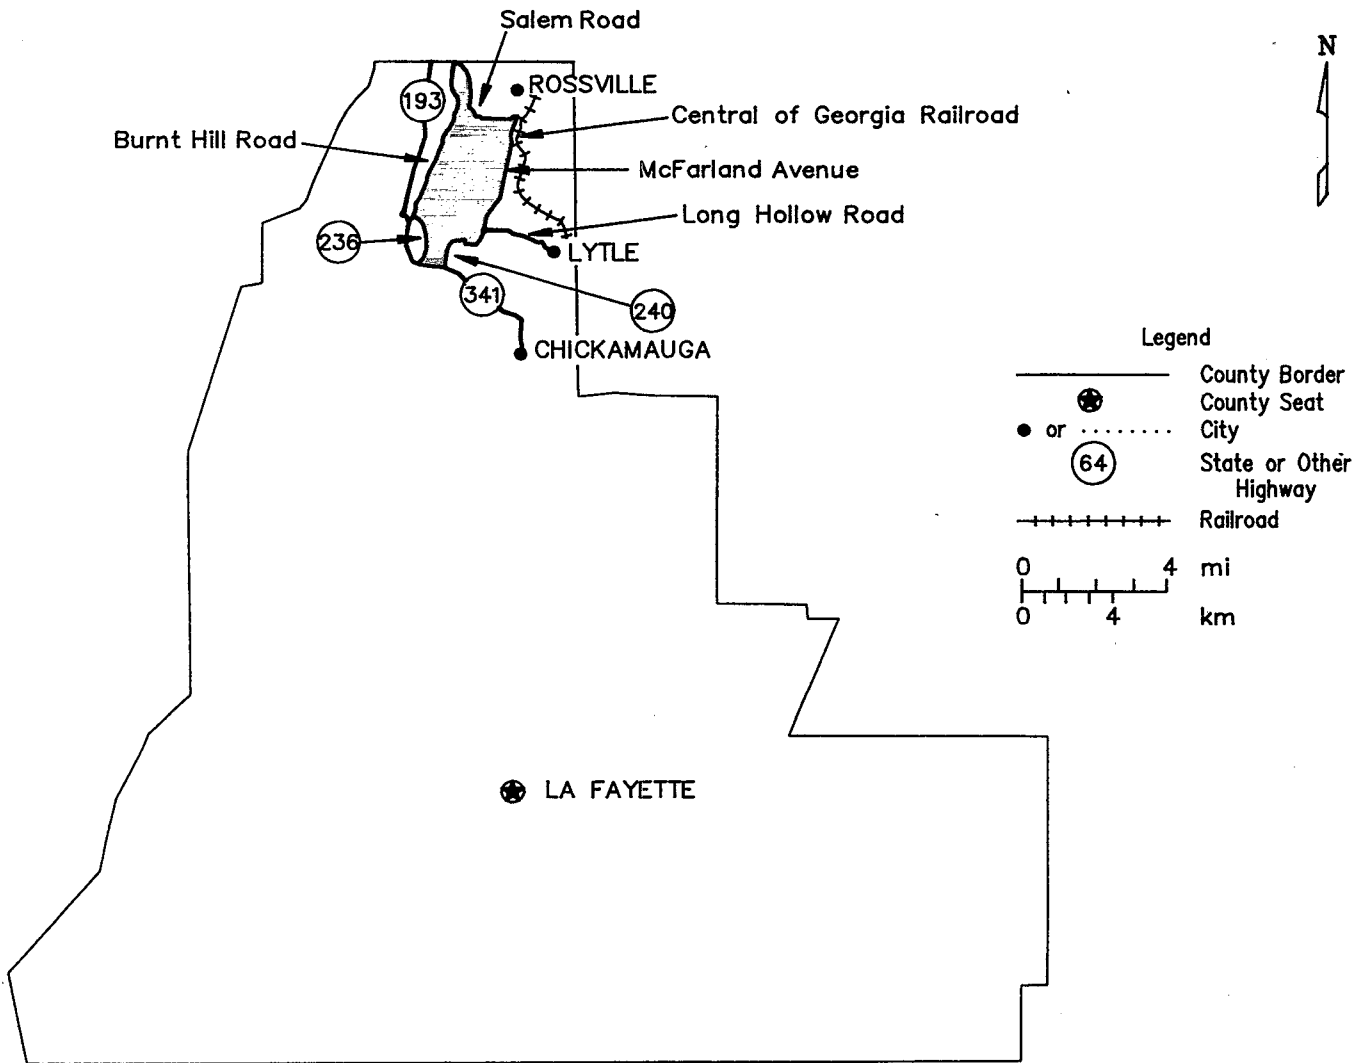 Salem Road
N
ROSSVILLE
193
Central of Georgia Railroad
Burnt Hill Road
McFarland Avenue
Long Hollow Road
236
LYTLE
341
240
CHICKAMAUGA
Legend
County Border
County Seat
or
City
64
State or Other
Highway
Railroad
0 4 mi
0 4 km
LA FAYETTE